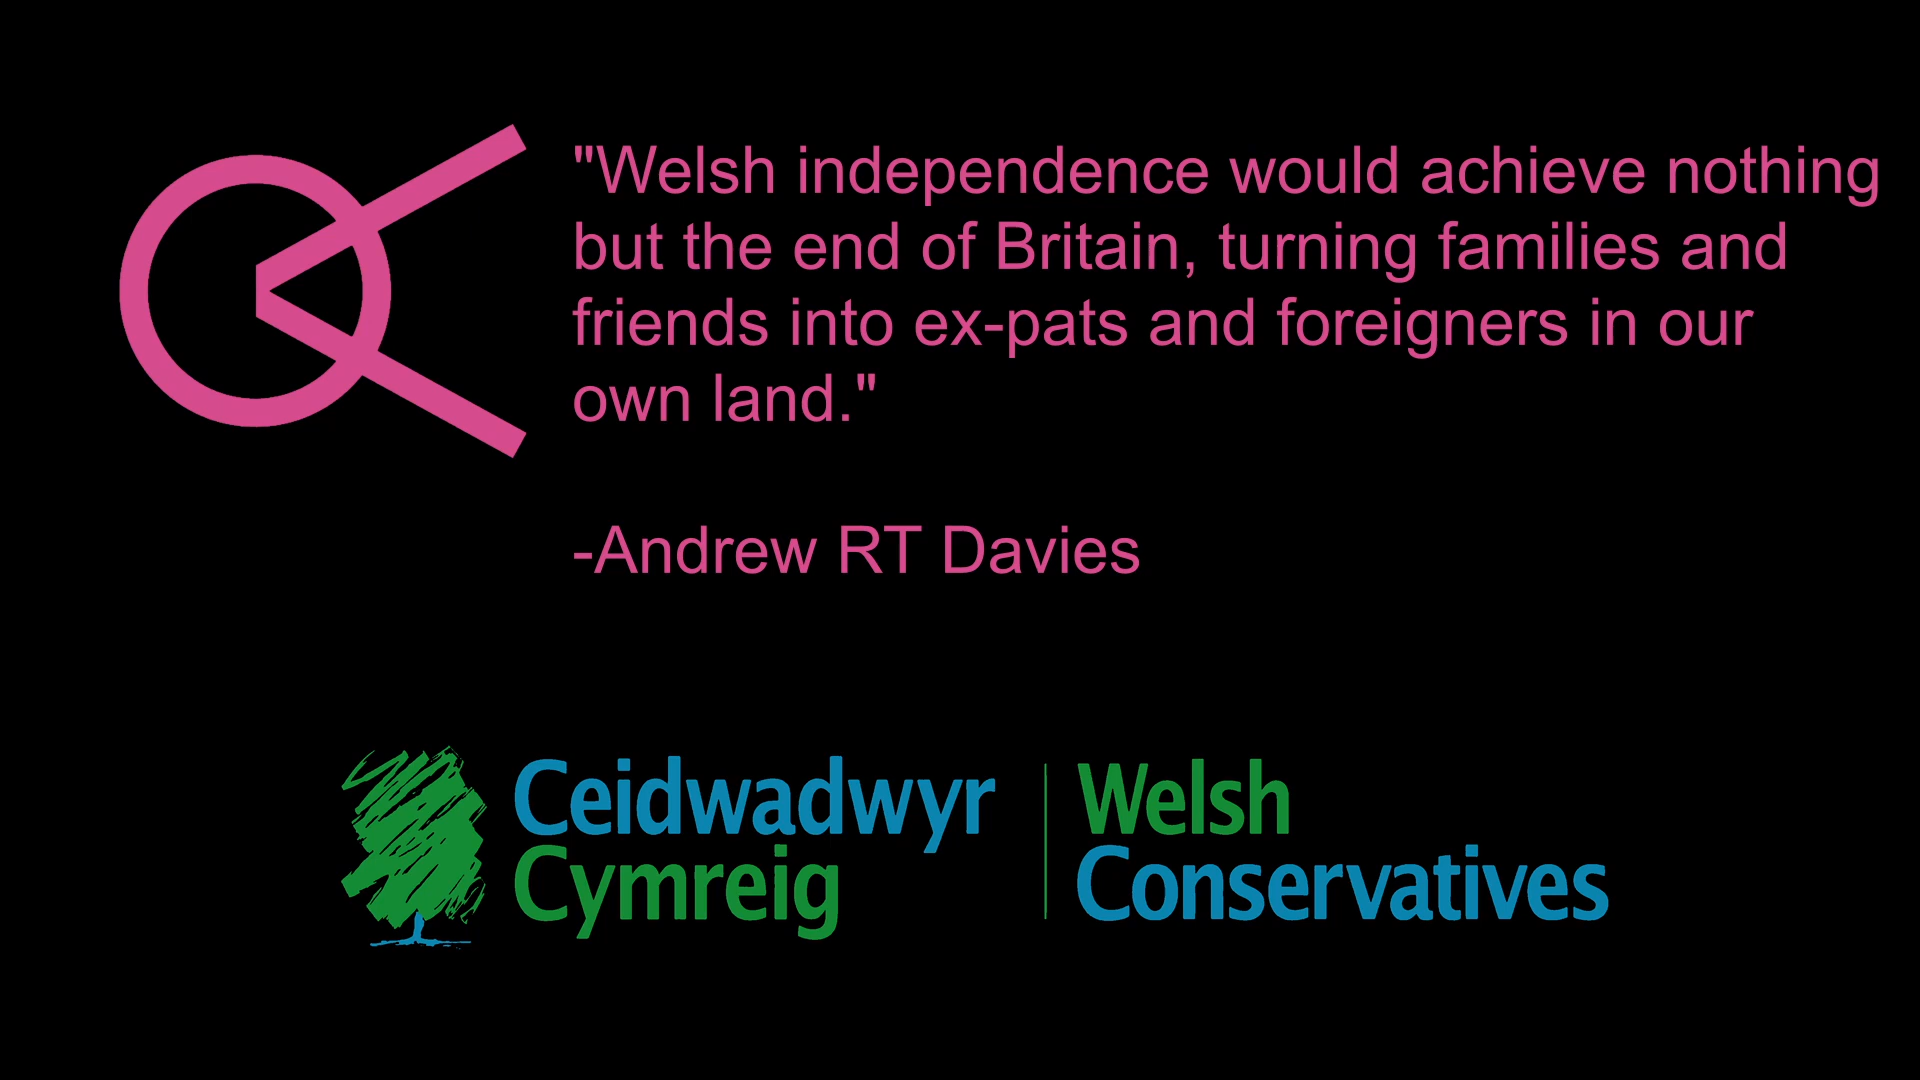 "Welsh independence would achieve nothing
but the end of Britain, turning families and
friends into ex-pats and foreigners in our
own land."
-Andrew RT Davies
Ceidwadwyr
Cymreig
Welsh
Conservatives